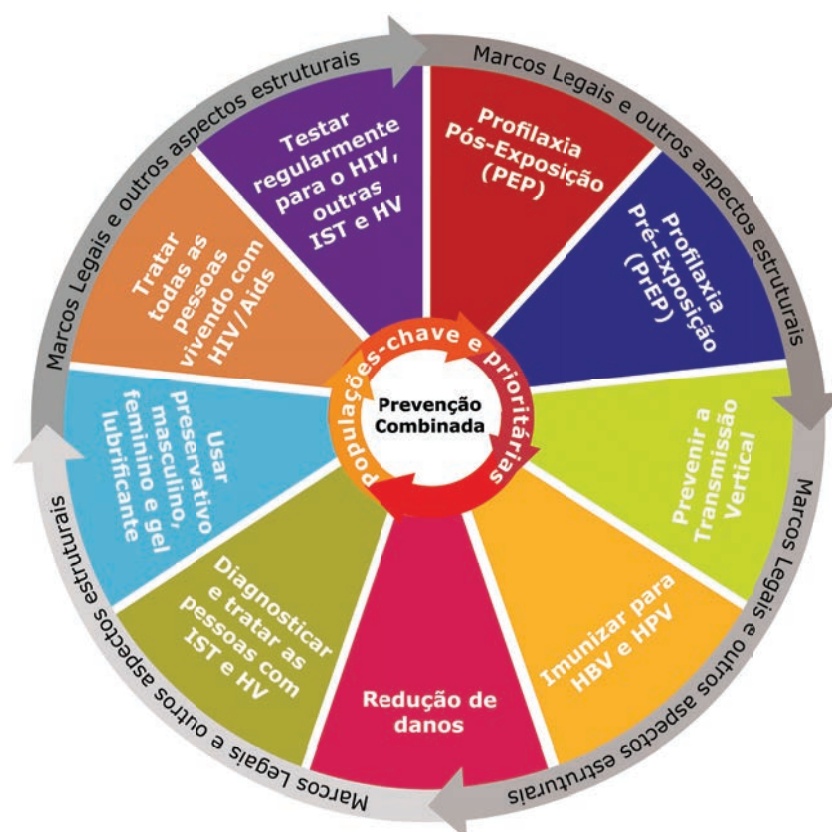 Marcos Legais e outros aspectos estruturais
Marcos Legais e outros aspectos estruturais
Marcos Legais e outros aspectos estruturais
Marcos Legais e outros aspectos estruturais
Testar
regularmente
para o HIV,
outras
IST e HV
Profilaxia
Pós-Exposição
(PEP)
Profilaxia
Pré-Exposição
(PrEP)
Prevenir a
Transmissão
Vertical
Imunizar para
HBV e HPV
Redução de
danos
Diagnosticar
e tratar as
pessoas com
IST e HV
Usar
preservativo
masculino,
feminino e gel
lubrificante
Tratar
todas as
pessoas
vivendo com
HIV/Aids
Populações-chave e prioritárias
Prevenção
Combinada